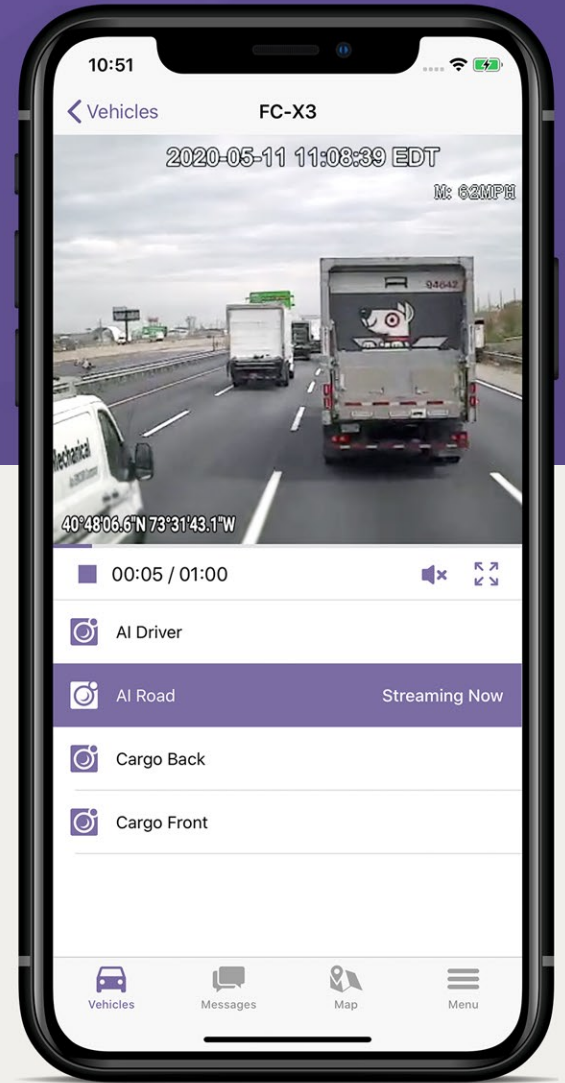 10:51
Vehicles FC-X3
2020-05-11 11:08:39 EDT
M: 62MPH
94642
Mechanical
40°48'06.6"N 73°31'43.1"W
00:05 / 01:00
AI Driver
AI Road Streaming Now
Cargo Back
Cargo Front
Vehicles Messages Map Menu